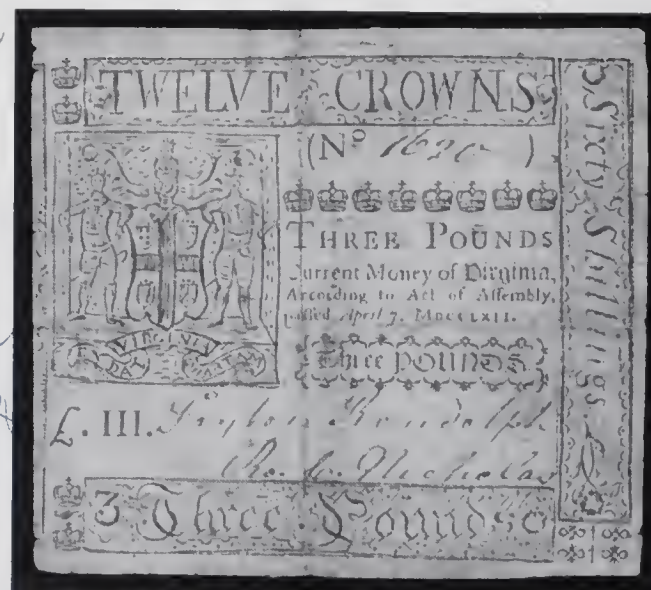 TWELVE CROWNS
(Nº 1620 )
THREE POUNDS
Current Money of Virginia,
According to Act of Assembly,
passed April 7. MDCCLXII.
Three POUNDS
VIRGINIA
£. III. Peyton Randolph
Ro. C. Nicholas
3 Three Pounds
Sixty Shillings